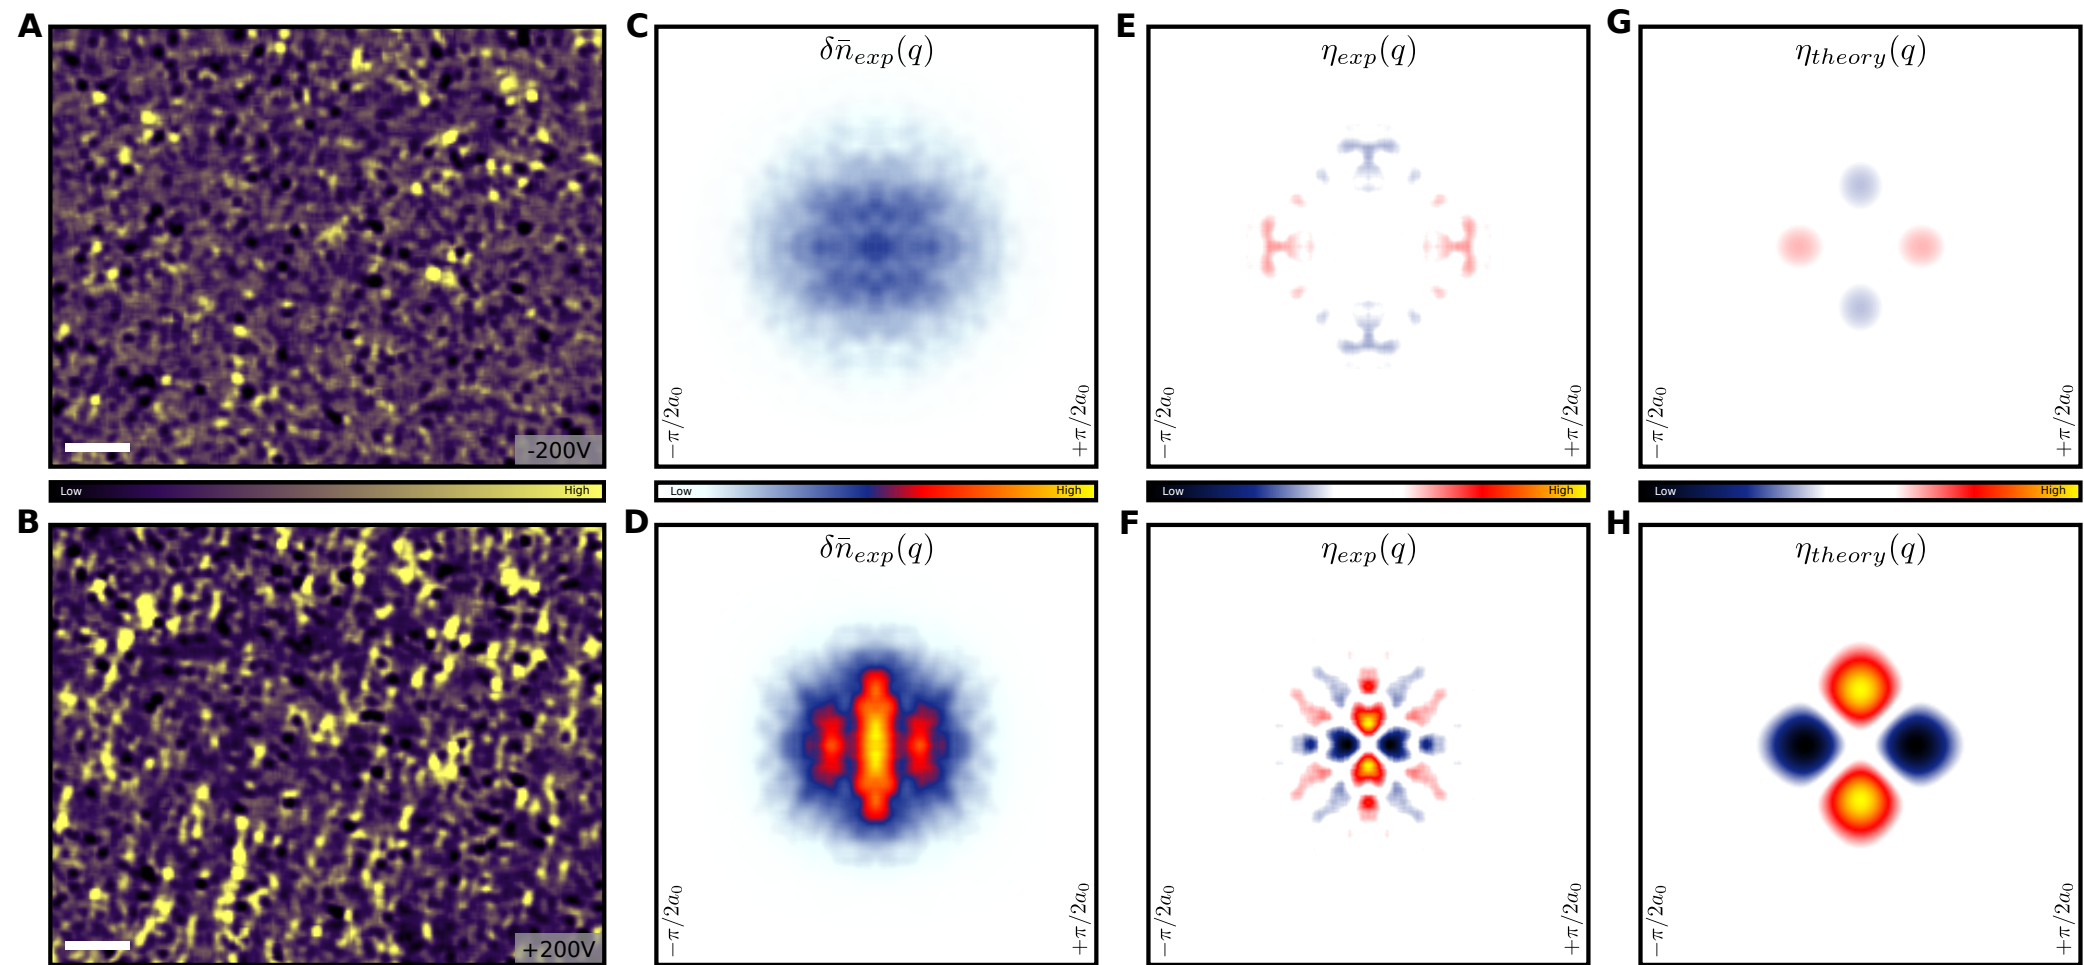 A
C
E
G
δn̄exp(q)
ηexp(q)
ηexp(q)
ηtheory(q)
-200V
−π/2a0
+π/2a0
−π/2a0
+π/2a0
−π/2a0
+π/2a0
Low High
Low High
Low High
Low High
B
D
F
H
δn̄exp(q)
ηexp(q)
ηtheory(q)
+200V
−π/2a0
+π/2a0
−π/2a0
+π/2a0
−π/2a0
+π/2a0